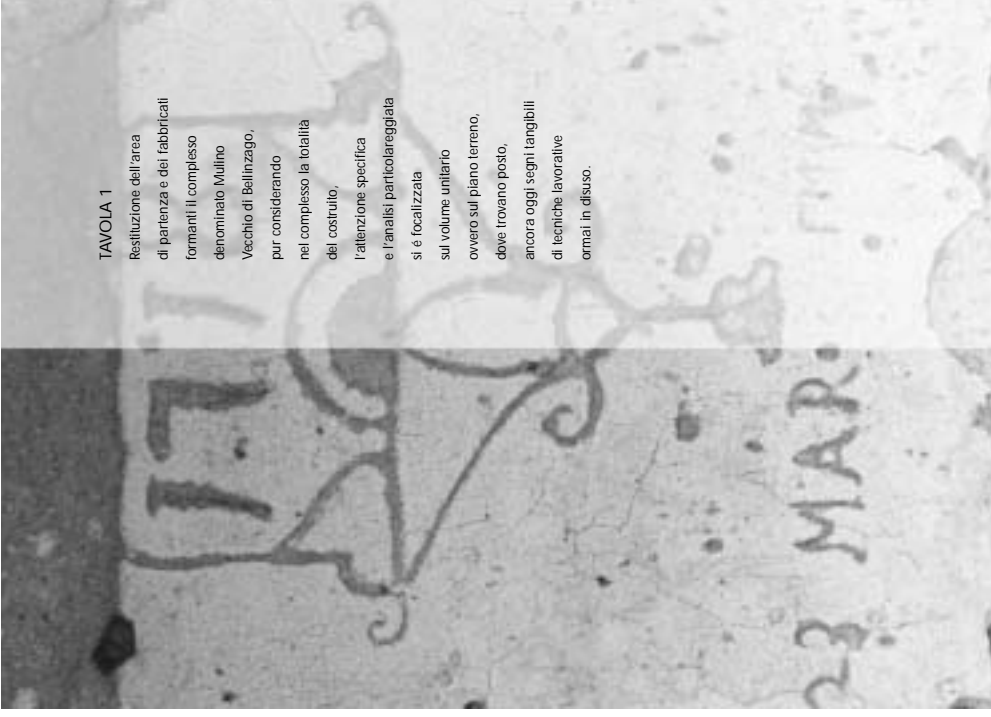 TAVOLA 1
Restituzione dell'area
di partenza e dei fabbricati
formanti il complesso
denominato Mulino
Vecchio di Bellinzago,
pur considerando
nel complesso la totalità
del costruito,
l'attenzione specifica
e l'analisi particolareggiata
si é focalizzata
sul volume unitario
ovvero sul piano terreno,
dove trovano posto,
ancora oggi segni tangibili
di tecniche lavorative
ormai in disuso.
23 MAR